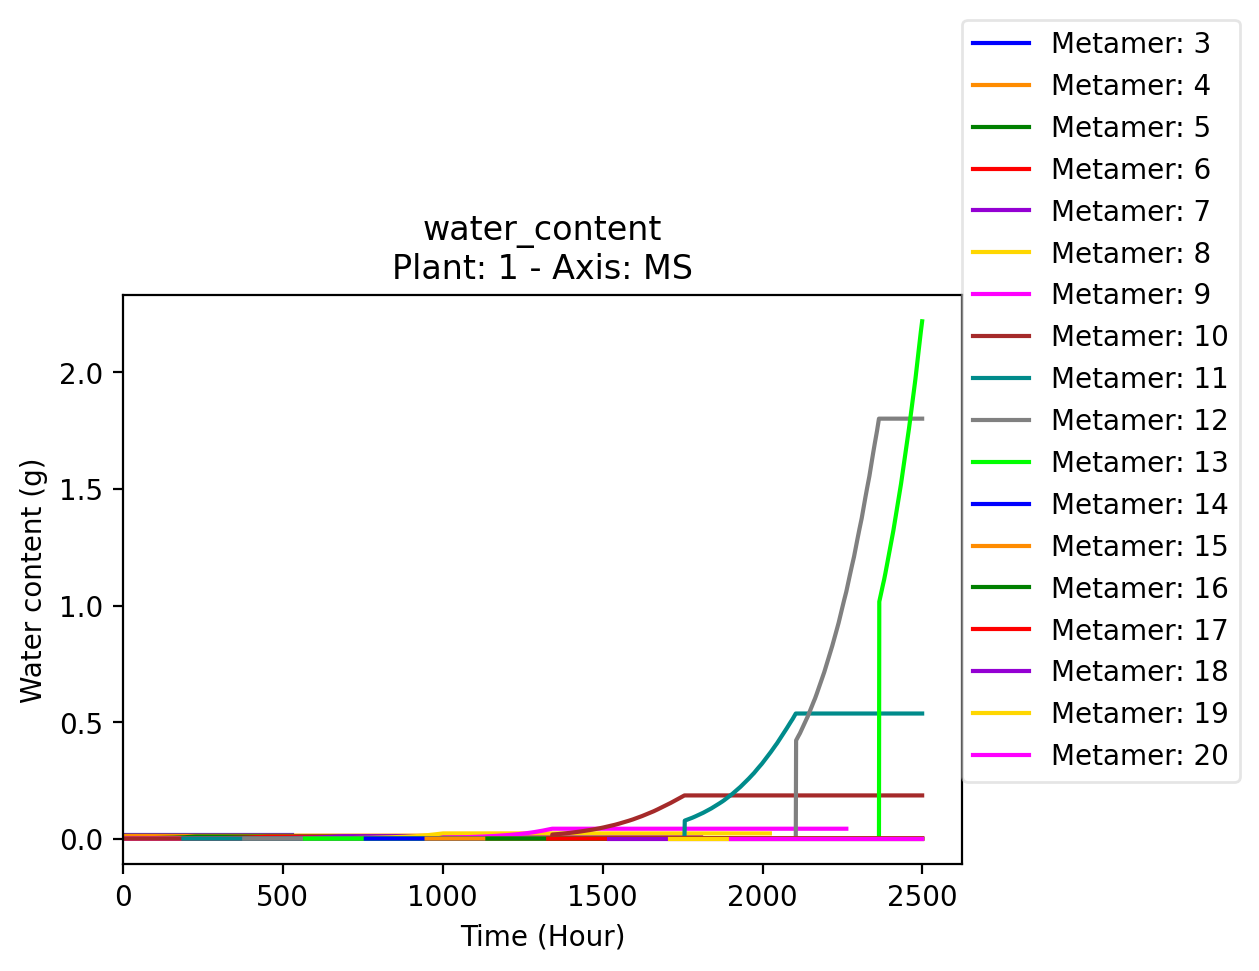 water_content
Plant: 1 - Axis: MS
Water content (g)
2.0
1.5
1.0
0.5
0.0
0
500
1000
1500
2000
2500
Time (Hour)
Metamer: 3
Metamer: 4
Metamer: 5
Metamer: 6
Metamer: 7
Metamer: 8
Metamer: 9
Metamer: 10
Metamer: 11
Metamer: 12
Metamer: 13
Metamer: 14
Metamer: 15
Metamer: 16
Metamer: 17
Metamer: 18
Metamer: 19
Metamer: 20